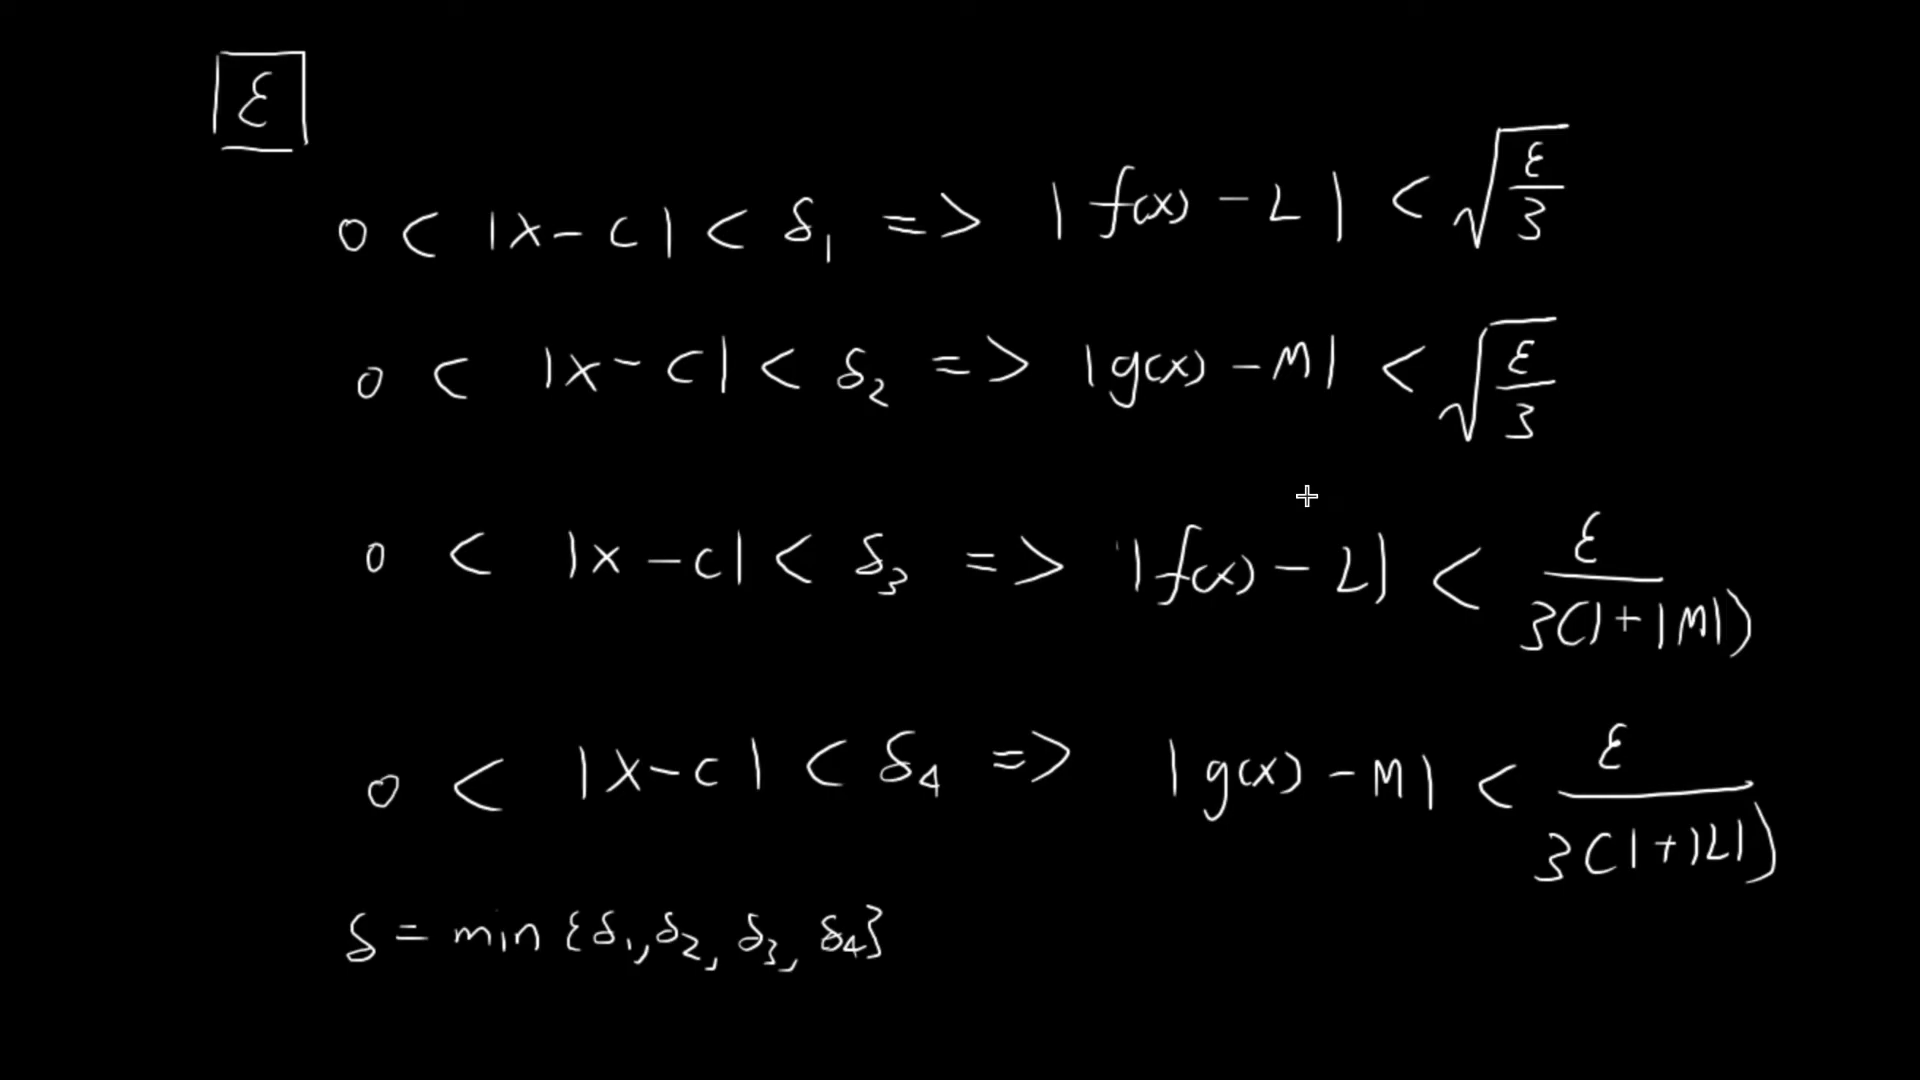 ε
0 < |x - c| < δ₁ => |f(x) - L| < √(ε/3)
0 < |x - c| < δ₂ => |g(x) - M| < √(ε/3)
0 < |x - c| < δ₃ => |f(x) - L| < ε/(3(1 + |M|))
0 < |x - c| < δ₄ => |g(x) - M| < ε/(3(1 + |L|))
δ = min {δ₁, δ₂, δ₃, δ₄}